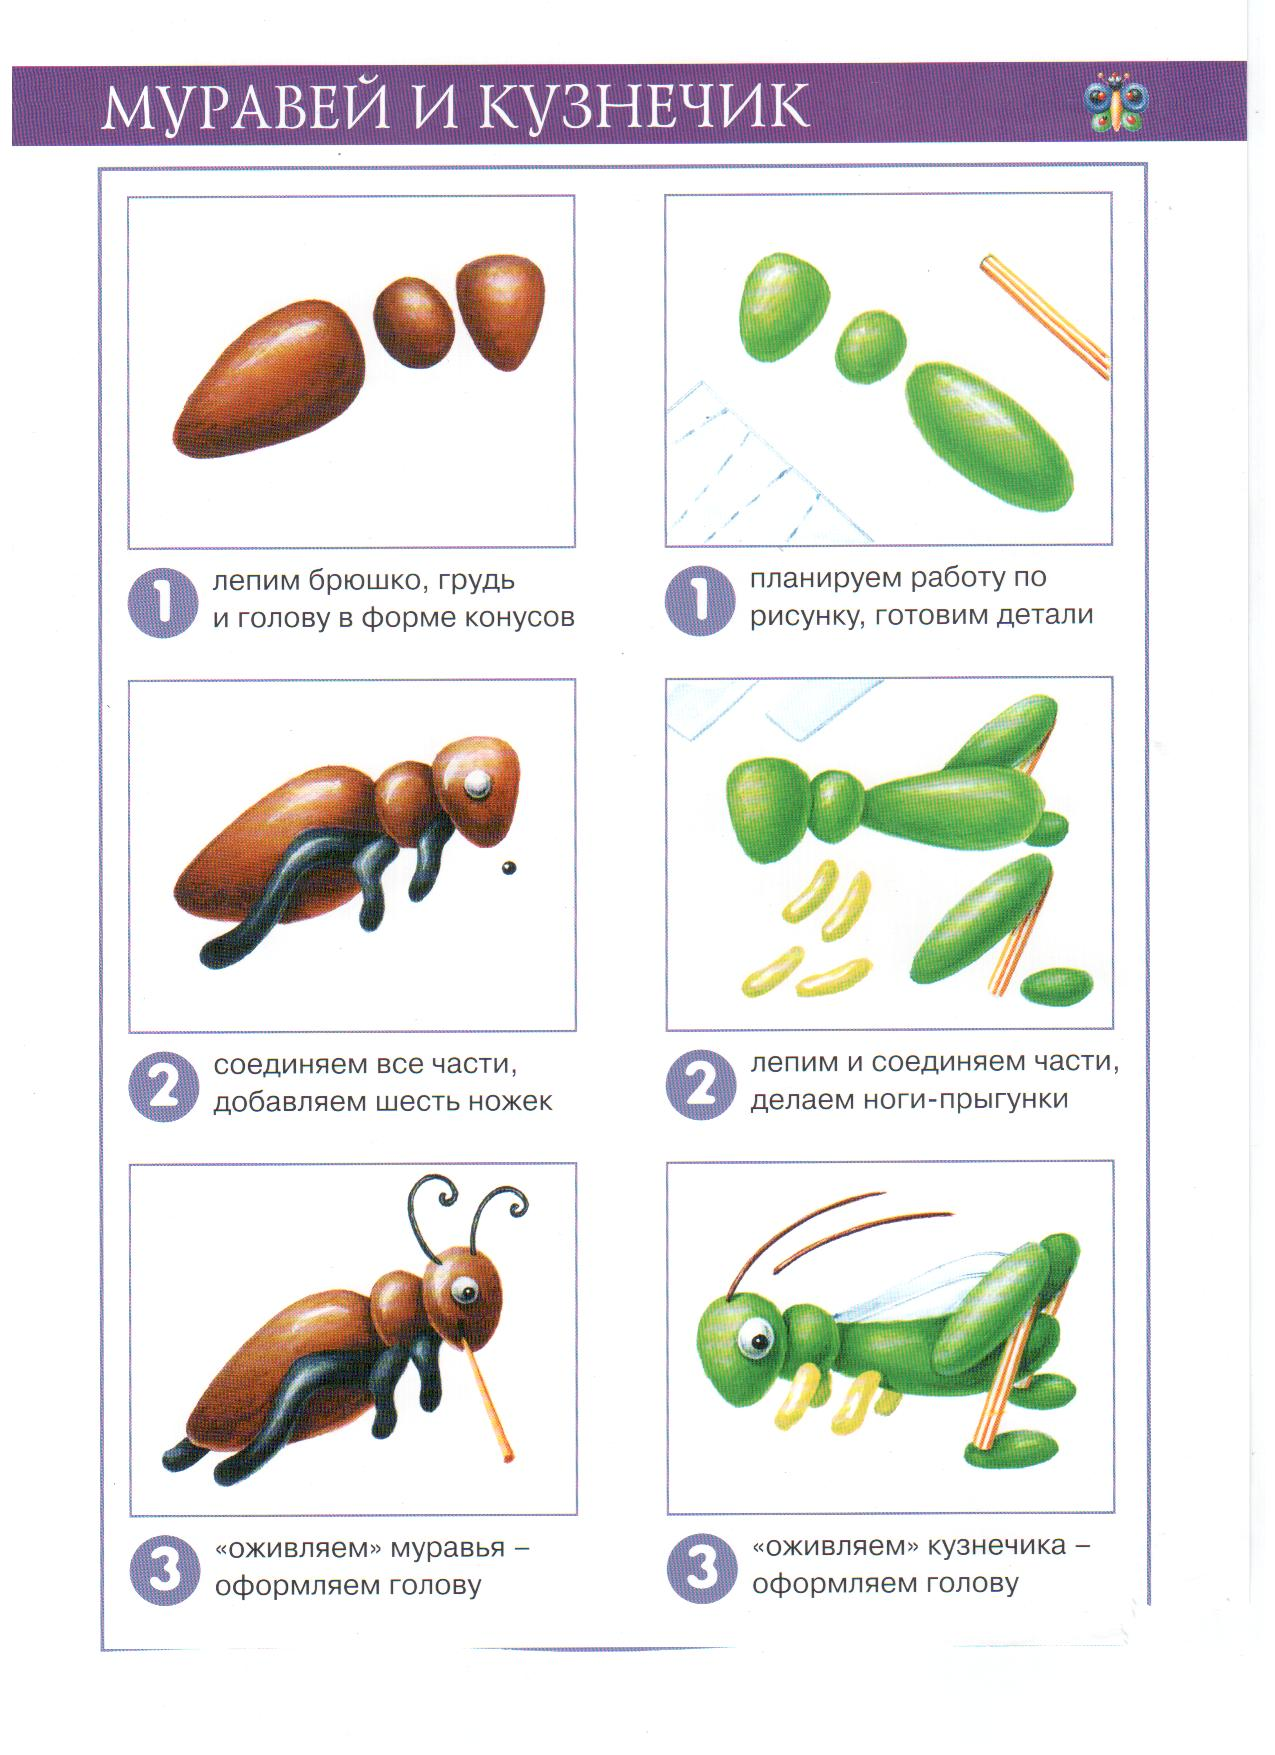 МУРАВЕЙ И КУЗНЕЧИК
1
лепим брюшко, грудь
и голову в форме конусов
1
планируем работу по
рисунку, готовим детали
2
соединяем все части,
добавляем шесть ножек
2
лепим и соединяем части,
делаем ноги-прыгунки
3
«оживляем» муравья –
оформляем голову
3
«оживляем» кузнечика –
оформляем голову